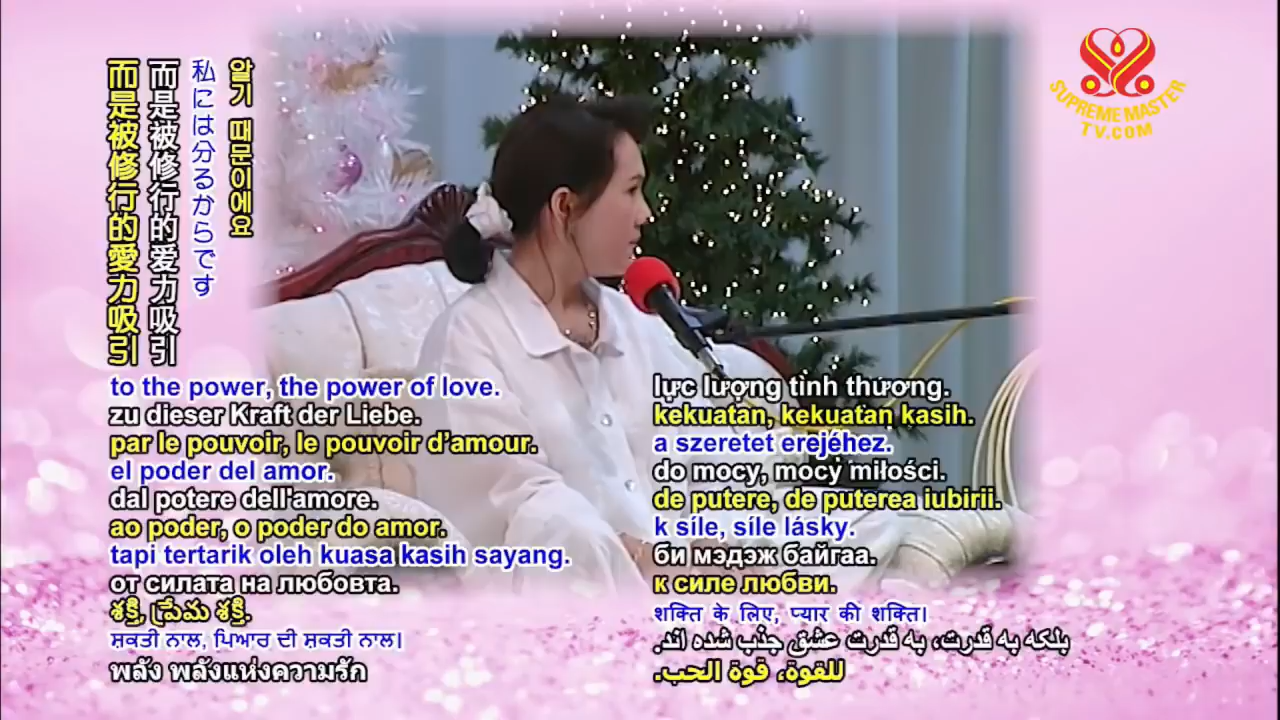 알기 때문이에요
私には分るからです
而是被修行的爱力吸引
而是被修行的愛力吸引
SUPREME MASTER
TV.COM
to the power, the power of love.
zu dieser Kraft der Liebe.
par le pouvoir, le pouvoir d’amour.
el poder del amor.
dal potere dell'amore.
ao poder, o poder do amor.
tapi tertarik oleh kuasa kasih sayang.
от силата на любовта.
శక్తి, ప్రేమ శక్తి.
ਸ਼ਕਤੀ ਨਾਲ, ਪਿਆਰ ਦੀ ਸ਼ਕਤੀ ਨਾਲ।
พลัง พลังแห่งความรัก
lực lượng tình thương.
kekuatan, kekuatan kasih.
a szeretet erejéhez.
do mocy, mocy miłości.
de putere, de puterea iubirii.
k síle, síle lásky.
би мэдэж байгаа.
к силе любви.
शक्ति के लिए, प्यार की शक्ति।
بلکه به قدرت، به قدرت عشق جذب شده اند.
للقوة، قوة الحب.